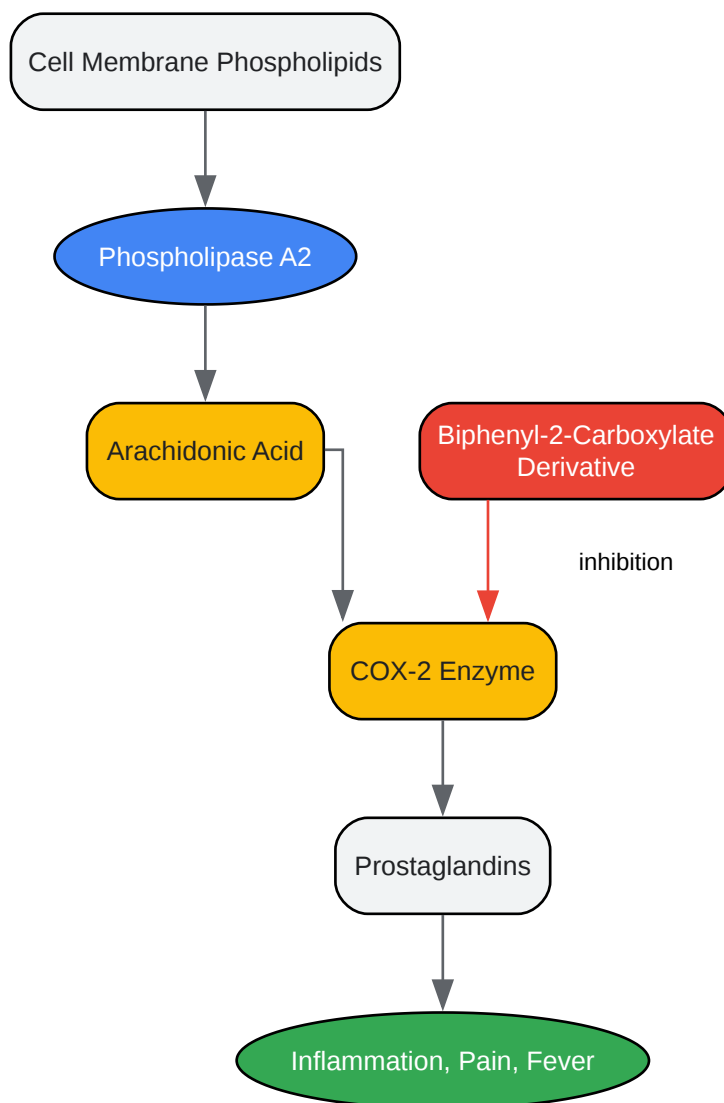 Cell Membrane Phospholipids
Phospholipase A2
Arachidonic Acid
Biphenyl-2-Carboxylate
Derivative
inhibition
COX-2 Enzyme
Prostaglandins
Inflammation, Pain, Fever